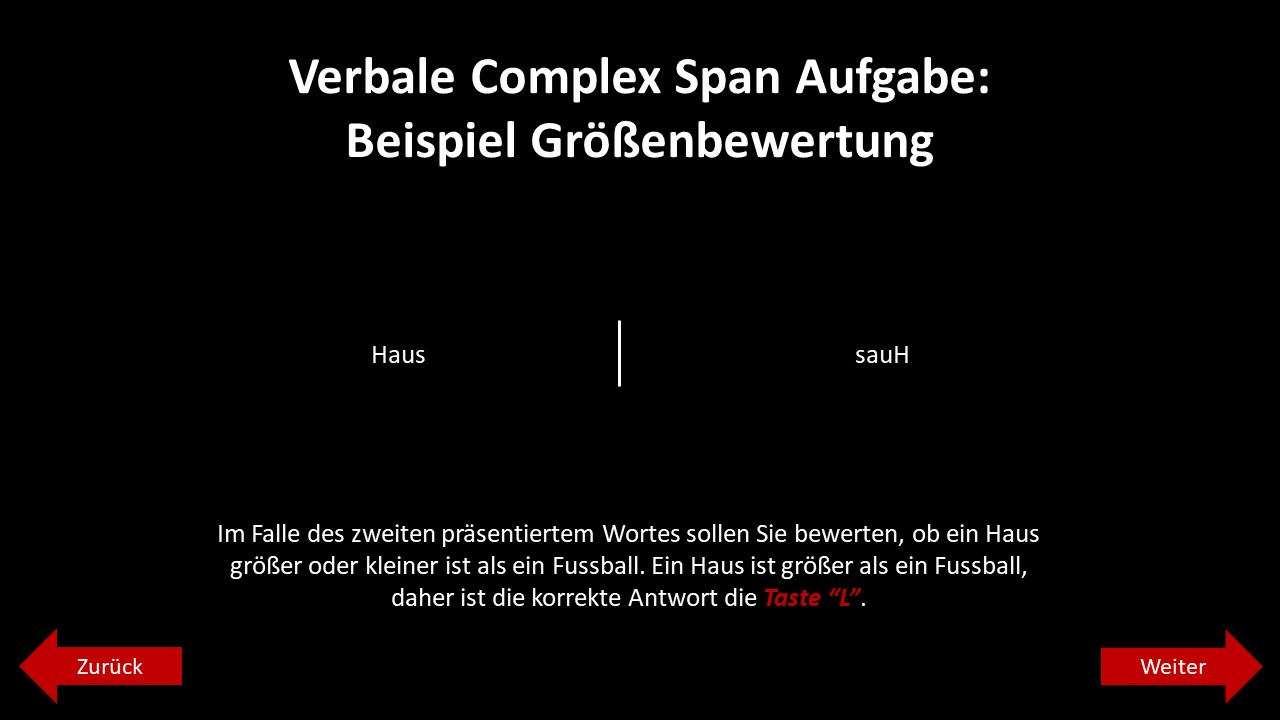 Verbale Complex Span Aufgabe:
Beispiel Größenbewertung
Haus
sauH
Im Falle des zweiten präsentiertem Wortes sollen Sie bewerten, ob ein Haus
größer oder kleiner ist als ein Fussball. Ein Haus ist größer als ein Fussball,
daher ist die korrekte Antwort die Taste “L”.
Zurück
Weiter